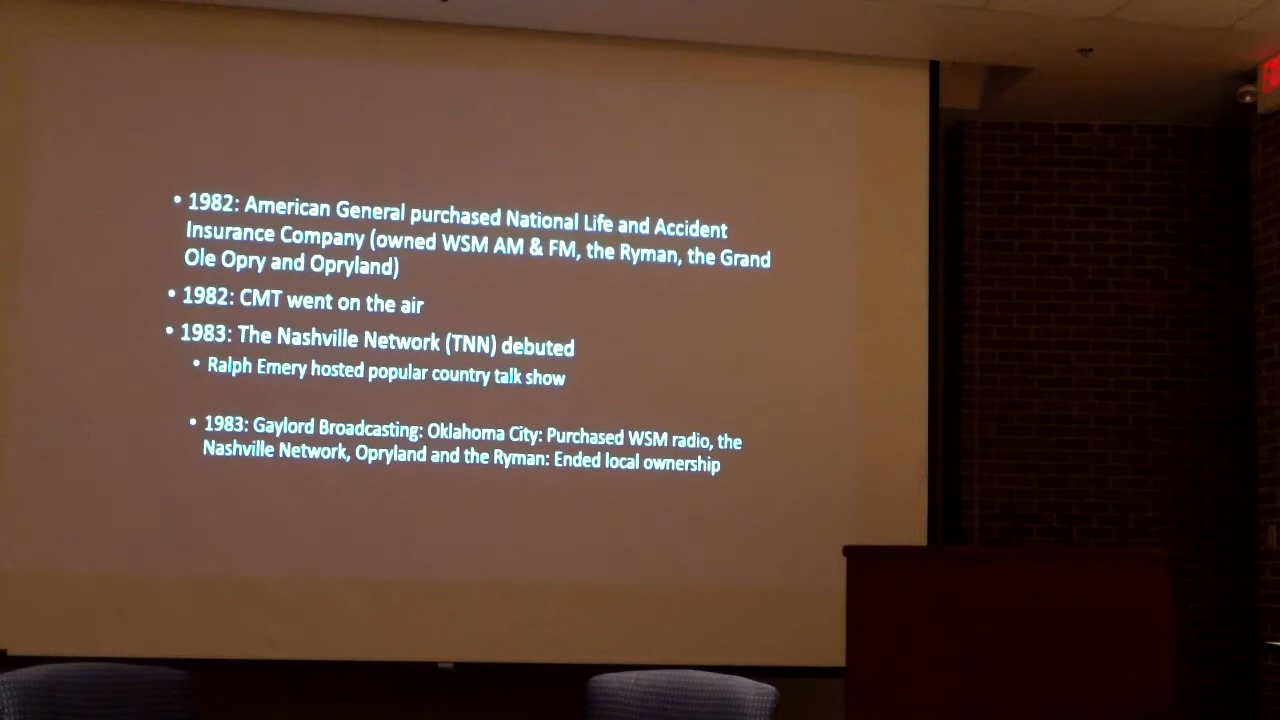 • 1982: American General purchased National Life and Accident
Insurance Company (owned WSM AM & FM, the Ryman, the Grand
Ole Opry and Opryland)
• 1982: CMT went on the air
• 1983: The Nashville Network (TNN) debuted
• Ralph Emery hosted popular country talk show
• 1983: Gaylord Broadcasting: Oklahoma City: Purchased WSM radio, the
Nashville Network, Opryland and the Ryman: Ended local ownership